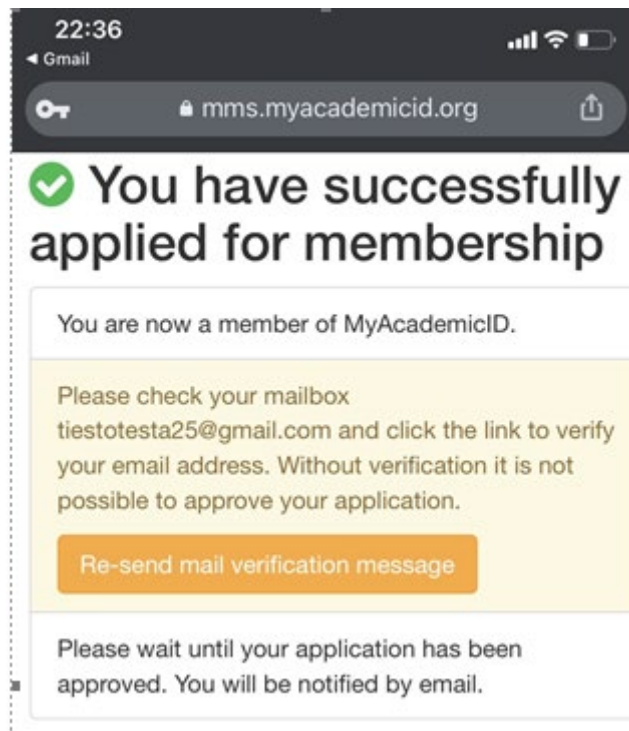 22:36
◄ Gmail
mms.myacademicid.org
You have successfully
applied for membership
You are now a member of MyAcademicID.
Please check your mailbox
tiestotesta25@gmail.com and click the link to verify
your email address. Without verification it is not
possible to approve your application.
Re-send mail verification message
Please wait until your application has been
approved. You will be notified by email.